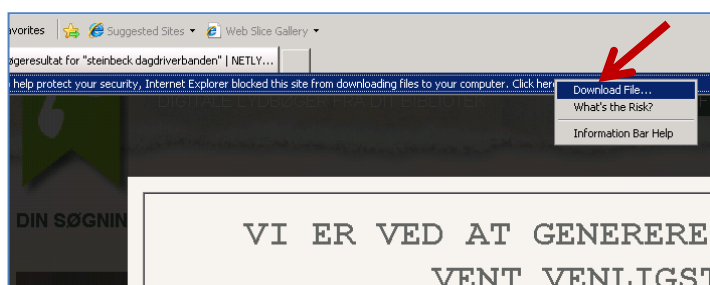 avorites Suggested Sites Web Slice Gallery
øgeresultat for "steinbeck dagdriverbanden" | NETLY...
help protect your security, Internet Explorer blocked this site from downloading files to your computer. Click here
Download File...
What's the Risk?
Information Bar Help
DIGITALE LYDBØGER FRA DIT BIBLIOTEK
DIN SØGNIN
VI ER VED AT GENERERE
VENT VENLIGST